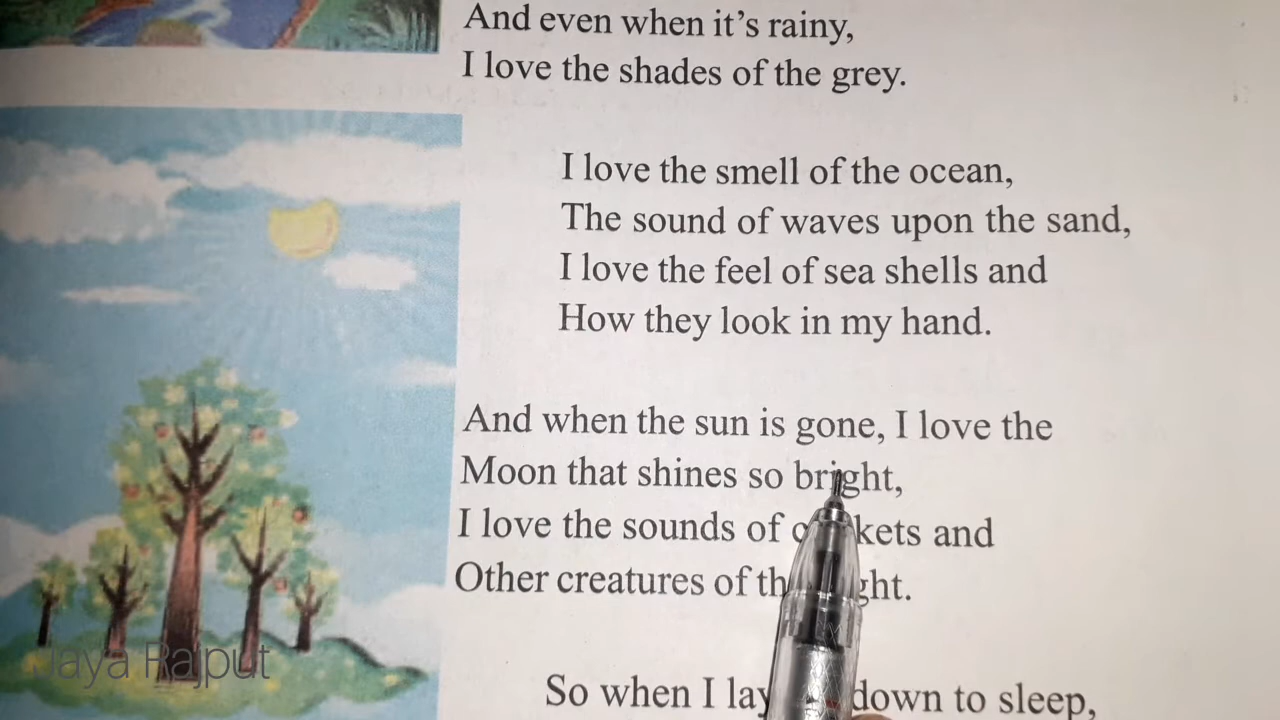 And even when it's rainy,
I love the shades of the grey.
I love the smell of the ocean,
The sound of waves upon the sand,
I love the feel of sea shells and
How they look in my hand.
And when the sun is gone, I love the
Moon that shines so bright,
I love the sounds of and
Other creatures of
So when I lay down to sleep,
Jaya Rajput